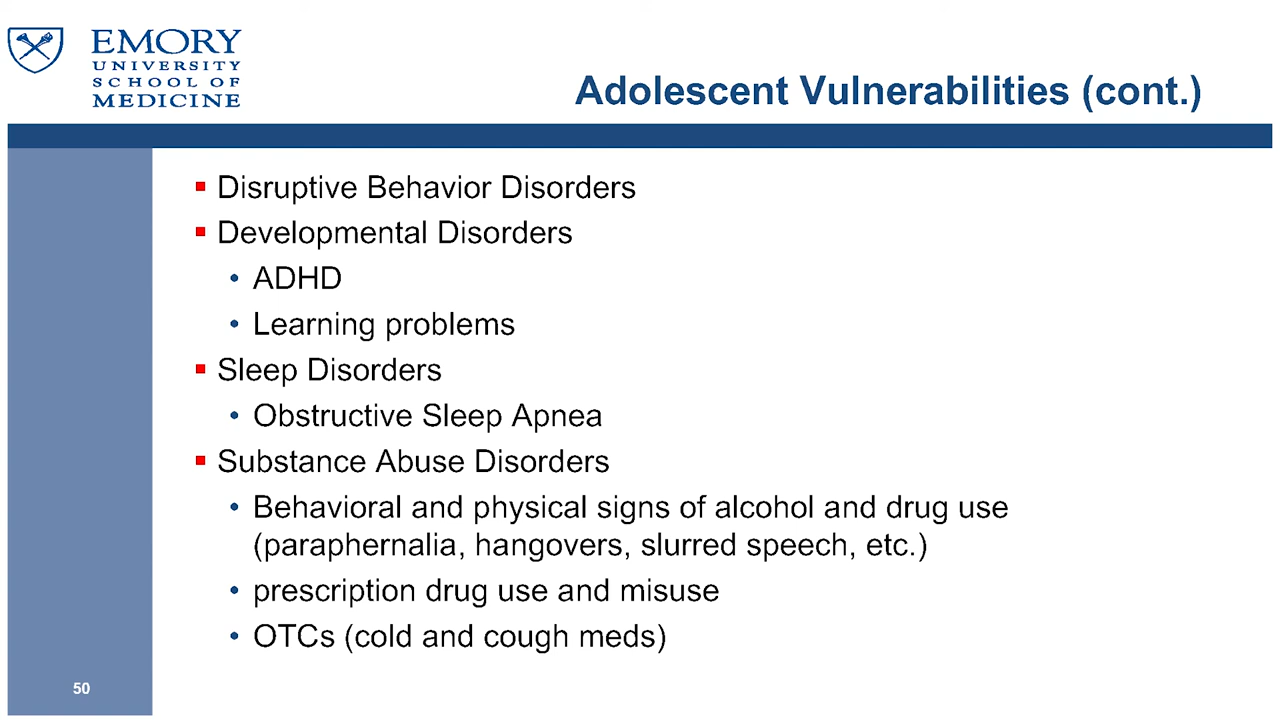 EMORY
UNIVERSITY
SCHOOL OF
MEDICINE
Adolescent Vulnerabilities (cont.)
Disruptive Behavior Disorders
Developmental Disorders
ADHD
Learning problems
Sleep Disorders
Obstructive Sleep Apnea
Substance Abuse Disorders
Behavioral and physical signs of alcohol and drug use
(paraphernalia, hangovers, slurred speech, etc.)
prescription drug use and misuse
OTCs (cold and cough meds)
50